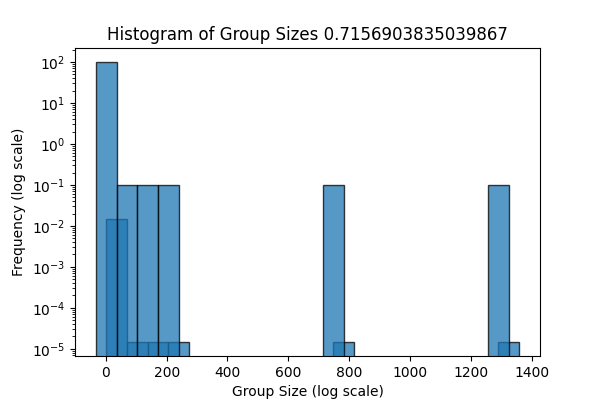 Histogram of Group Sizes 0.7156903835039867
Frequency (log scale)
10²
10¹
10⁰
10⁻¹
10⁻²
10⁻³
10⁻⁴
10⁻⁵
0 200 400 600 800 1000 1200 1400
Group Size (log scale)